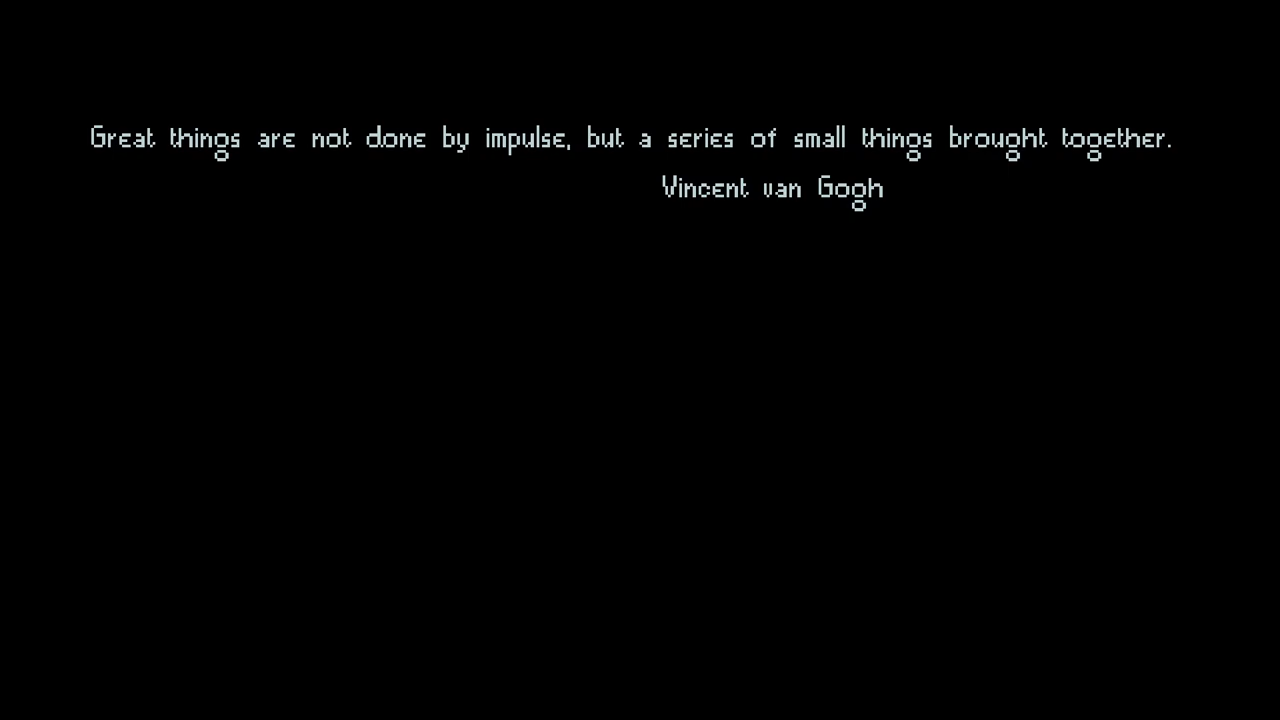 Great things are not done by impulse, but a series of small things brought together.
Vincent van Gogh